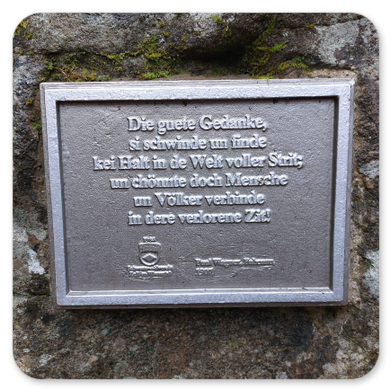 Die guete Gedanke,
si schwinde un finde
kei Halt in de Welt voller Strit;
un chönnte doch Mensche
un Völker verbinde
in dere verlorene Zit!